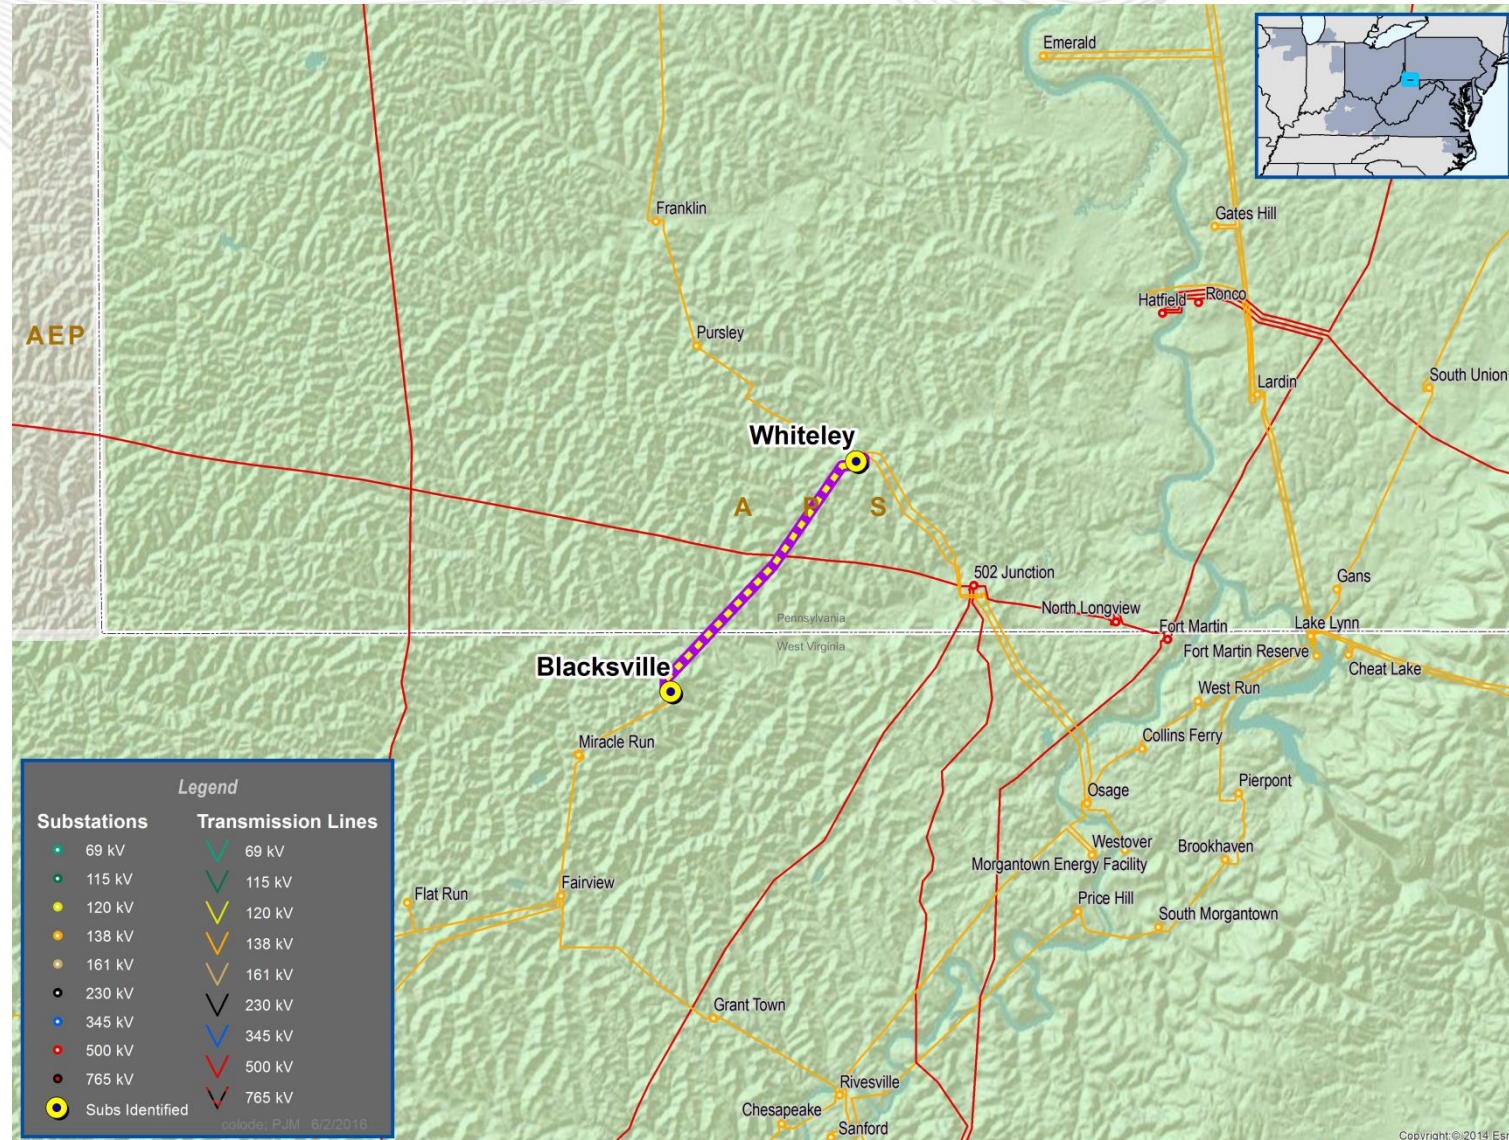 Emerald
Franklin
Gates Hill
Hatfield
Ronco
AEP
Pursley
Lardin
South Union
Whiteley
A P S
502 Junction
Gans
North Longview
Pennsylvania
West Virginia
Fort Martin
Lake Lynn
Fort Martin Reserve
Cheat Lake
Blacksville
West Run
Miracle Run
Collins Ferry
Osage
Pierpont
Westover
Brookhaven
Morgantown Energy Facility
Flat Run
Fairview
Price Hill
South Morgantown
Grant Town
Rivesville
Chesapeake
Sanford
Legend
Substations
69 kV
115 kV
120 kV
138 kV
161 kV
230 kV
345 kV
500 kV
765 kV
Subs Identified
Transmission Lines
69 kV
115 kV
120 kV
138 kV
161 kV
230 kV
345 kV
500 kV
765 kV
colode; PJM 6/2/2016
Copyright:© 2014 Esri